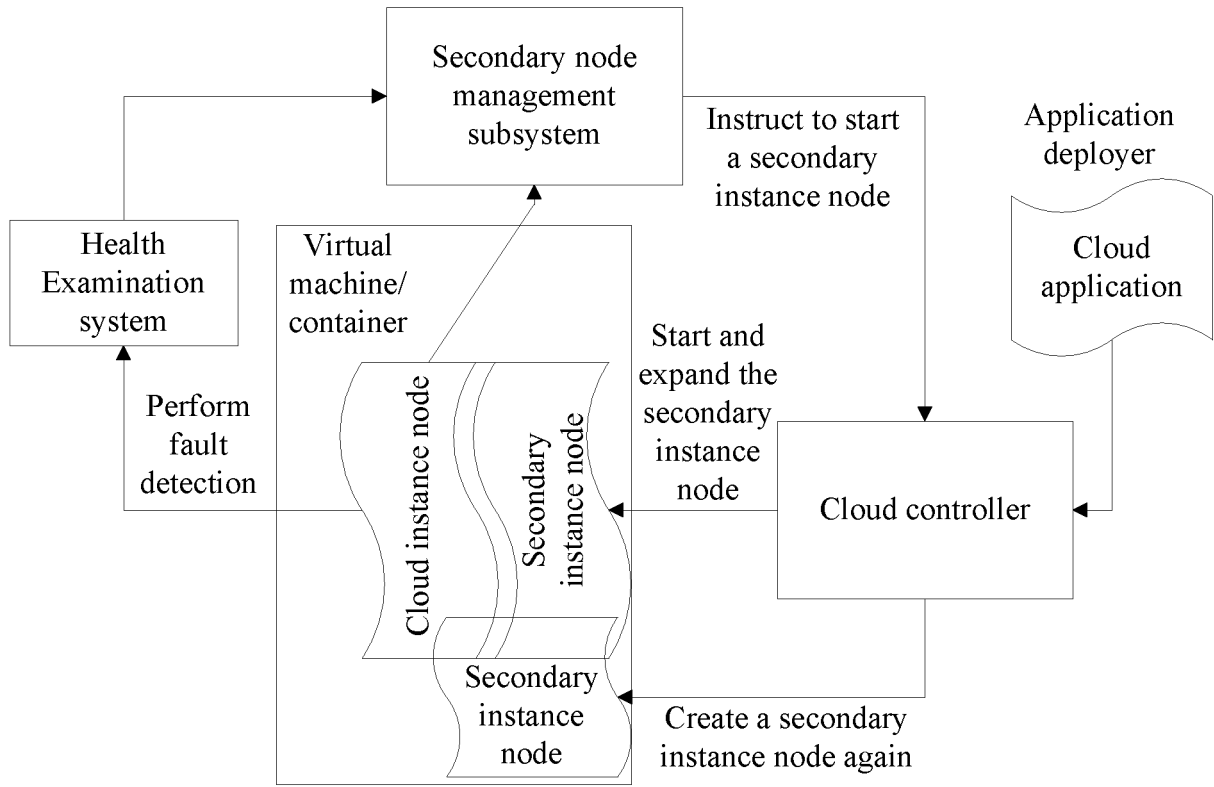 Secondary node
management
subsystem
Instruct to start
a secondary
instance node
Application
deployer
Cloud
application
Health
Examination
system
Virtual
machine/
container
Start and
expand the
secondary
instance
node
Perform
fault
detection
Cloud instance node
Secondary
instance node
Cloud controller
Secondary
instance
node
Create a secondary
instance node again